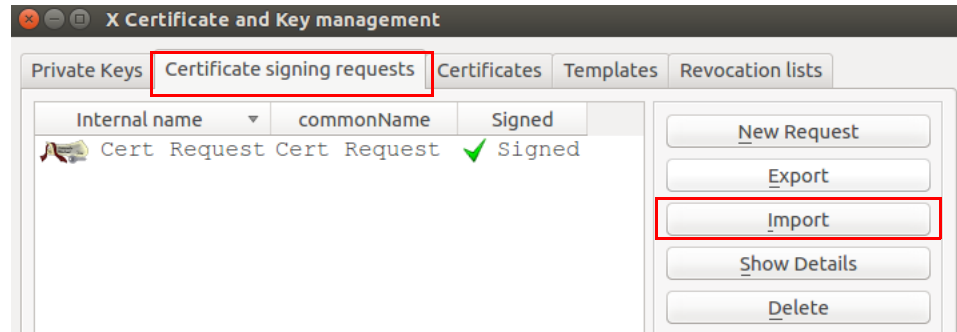 X Certificate and Key management
Private Keys Certificate signing requests Certificates Templates Revocation lists
Internal name commonName Signed
Cert Request Cert Request Signed
New Request
Export
Import
Show Details
Delete